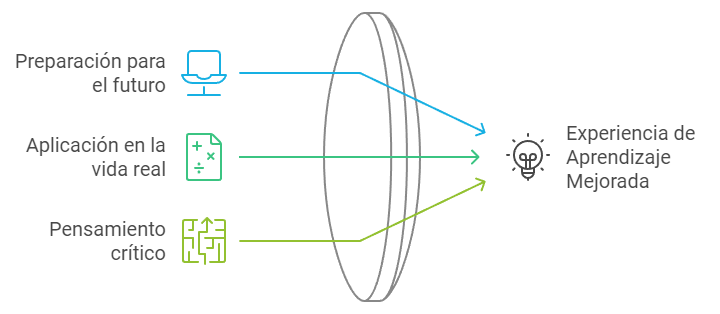 Preparación para
el futuro
Aplicación en la
vida real
Pensamiento
crítico
Experiencia de
Aprendizaje
Mejorada